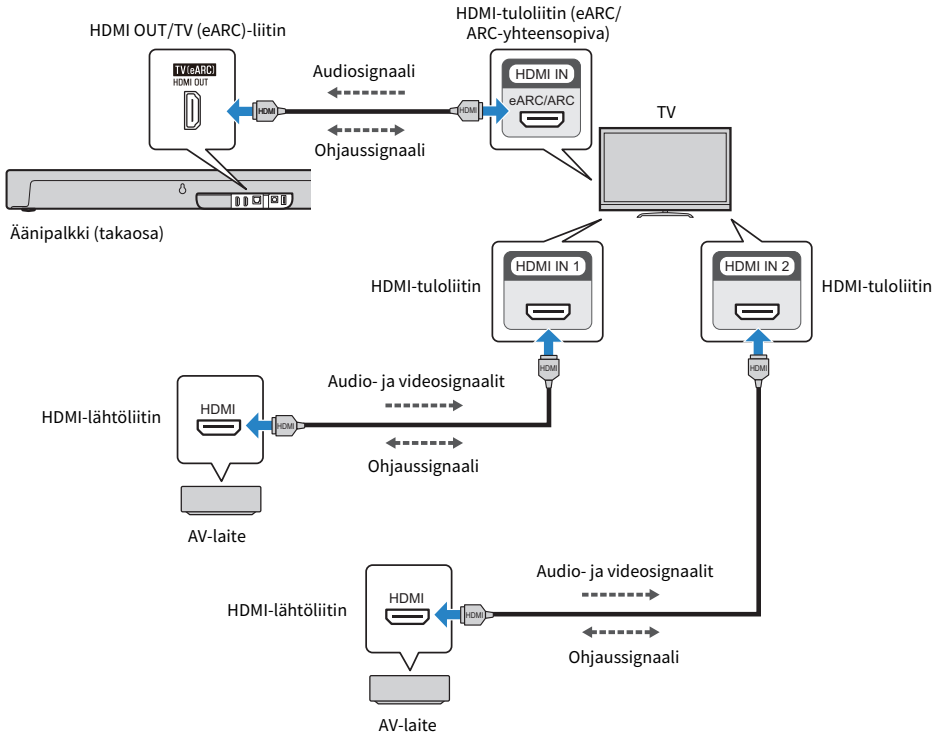 HDMI OUT/TV (eARC)-liitin
HDMI-tuloliitin (eARC/
ARC-yhteensopiva)
TV(eARC)
HDMI OUT
HDMI
Audiosignaali
Ohjaussignaali
HDMI
HDMI IN
eARC/ARC
TV
Äänipalkki (takaosa)
HDMI-tuloliitin
HDMI IN 1
HDMI IN 2
HDMI-tuloliitin
HDMI
HDMI
HDMI-lähtöliitin
HDMI
HDMI
Audio- ja videosignaalit
Ohjaussignaali
AV-laite
HDMI-lähtöliitin
HDMI
HDMI
Audio- ja videosignaalit
Ohjaussignaali
AV-laite